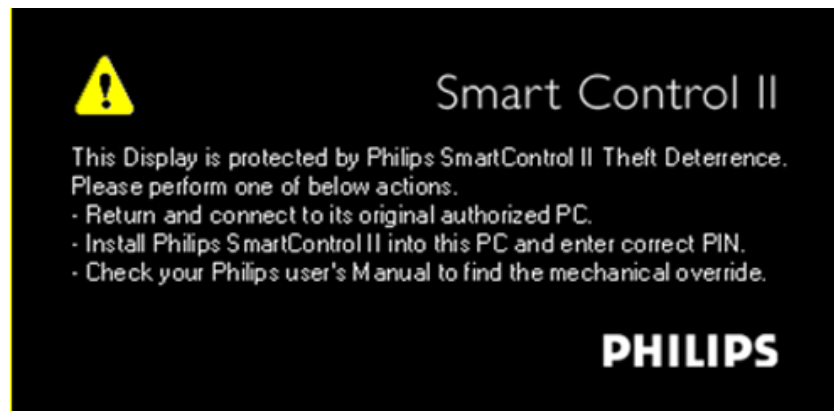 Smart Control II
This Display is protected by Philips SmartControl II Theft Deterrence.
Please perform one of below actions.
- Return and connect to its original authorized PC.
- Install Philips SmartControl II into this PC and enter correct PIN.
- Check your Philips user's Manual to find the mechanical override.
PHILIPS